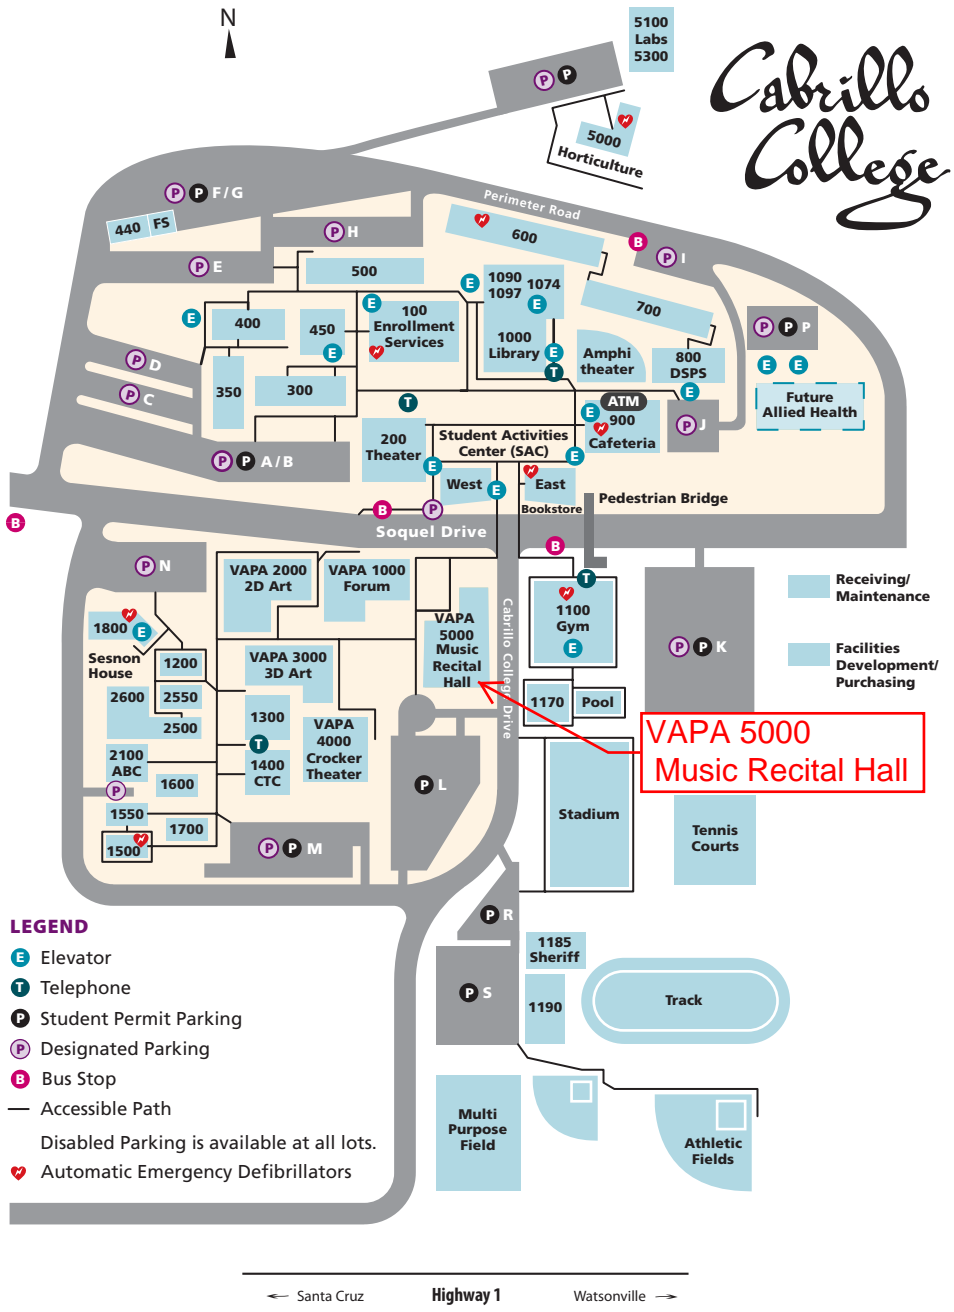 N
5100
Labs
5300
Cabrillo
College
P P
5000
Horticulture
Perimeter Road
P P F/G
440 FS
P H
600
B
P I
P E
500
E
1090
1097
1074
E
700
E
400
450
E
E
100
Enrollment
Services
1000
Library
E
T
Amphi
theater
800
DSPS
E
P P P
E E
Future
Allied Health
P D
P C
350
300
T
ATM
E
900
Cafeteria
P J
200
Theater
Student Activities
Center (SAC)
E
E
P P A/B
West
E
East
Bookstore
Pedestrian Bridge
B
B
P
Soquel Drive
B
P N
VAPA 2000
2D Art
VAPA 1000
Forum
T
1100
Gym
E
Cabrillo College Drive
P P K
Receiving/
Maintenance
Facilities
Development/
Purchasing
1800
E
Sesnon
House
1200
VAPA
5000
Music
Recital
Hall
VAPA 3000
3D Art
2600
2550
2500
1300
VAPA
4000
Crocker
Theater
1170
Pool
VAPA 5000
Music Recital Hall
T
2100
ABC
1400
CTC
1600
P
P L
1550
1700
1500
P P M
Stadium
Tennis
Courts
P R
1185
Sheriff
P S
1190
Track
LEGEND
E Elevator
T Telephone
P Student Permit Parking
P Designated Parking
B Bus Stop
Accessible Path
Disabled Parking is available at all lots.
Automatic Emergency Defibrillators
Multi
Purpose
Field
Athletic
Fields
← Santa Cruz Highway 1 Watsonville →